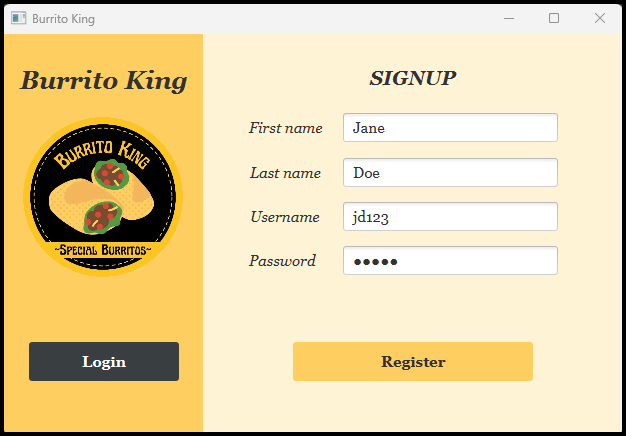 Burrito King
Burrito King
BURRITO KING
~SPECIAL BURRITOS~
Login
SIGNUP
First name Jane
Last name Doe
Username jd123
Password ●●●●●
Register